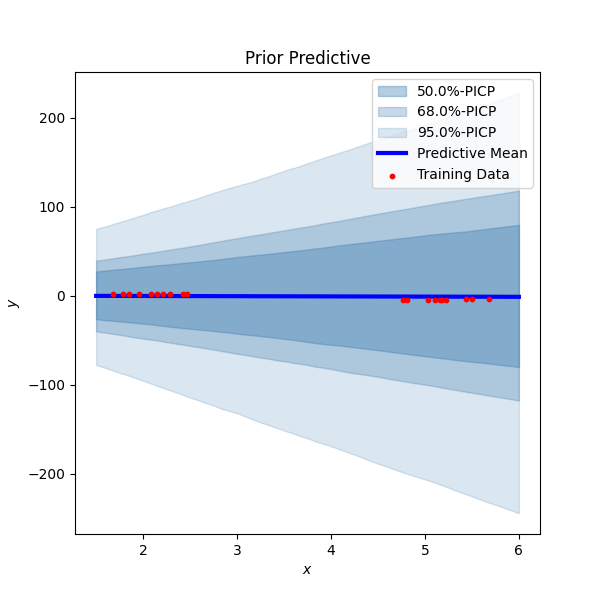 Prior Predictive
50.0%-PICP
68.0%-PICP
95.0%-PICP
Predictive Mean
Training Data
200
100
0
−100
−200
y
2 3 4 5 6
x